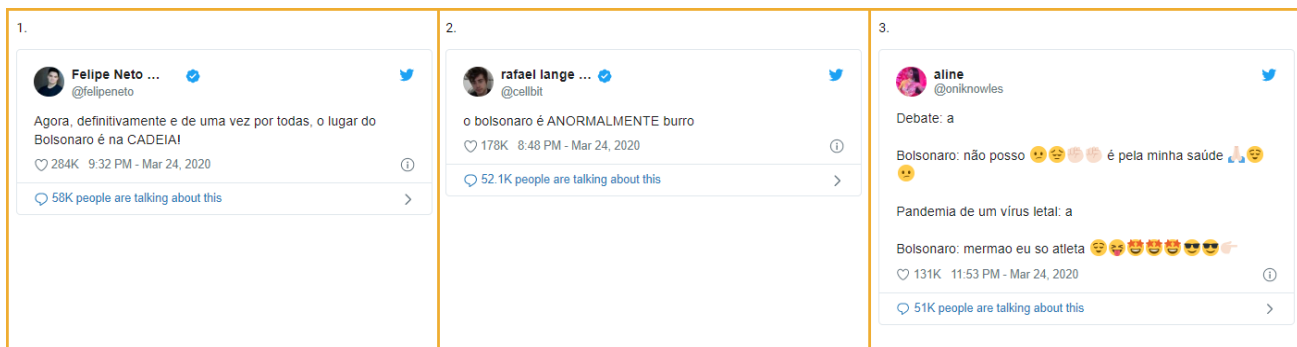 1.
Felipe Neto ...
@felipeneto
Agora, definitivamente e de uma vez por todas, o lugar do
Bolsonaro é na CADEIA!
284K 9:32 PM - Mar 24, 2020
58K people are talking about this
2.
rafael lange ...
@cellbit
o bolsonaro é ANORMALMENTE burro
178K 8:48 PM - Mar 24, 2020
52.1K people are talking about this
3.
aline
@oniknowles
Debate: a
Bolsonaro: não posso 😕😔✊🏻✊🏻 é pela minha saúde 🙏🏻😌
😕
Pandemia de um vírus letal: a
Bolsonaro: mermao eu so atleta 😌😝🤩🤩🤩😎😎👉🏻
131K 11:53 PM - Mar 24, 2020
51K people are talking about this